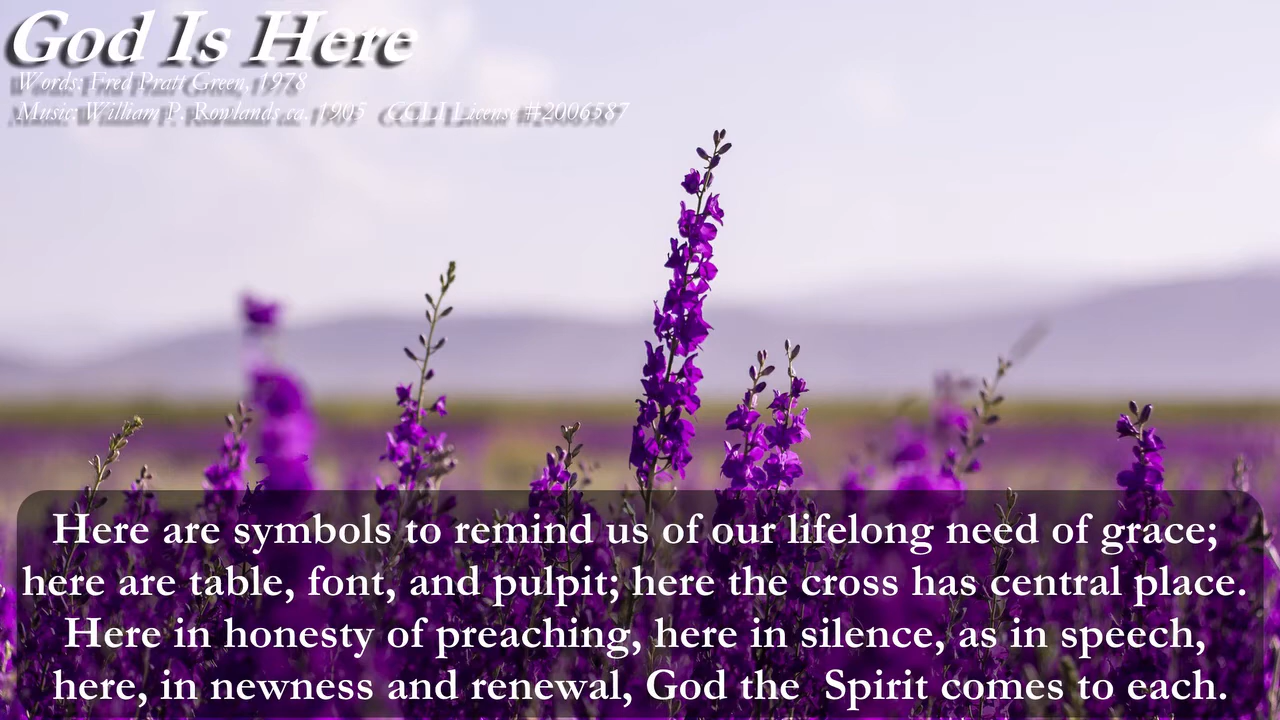 God Is Here
Words: Fred Pratt Green, 1978
Music: William P. Rowlands ca. 1905 CCLI License #2006587
Here are symbols to remind us of our lifelong need of grace;
here are table, font, and pulpit; here the cross has central place.
Here in honesty of preaching, here in silence, as in speech,
here, in newness and renewal, God the  Spirit comes to each.